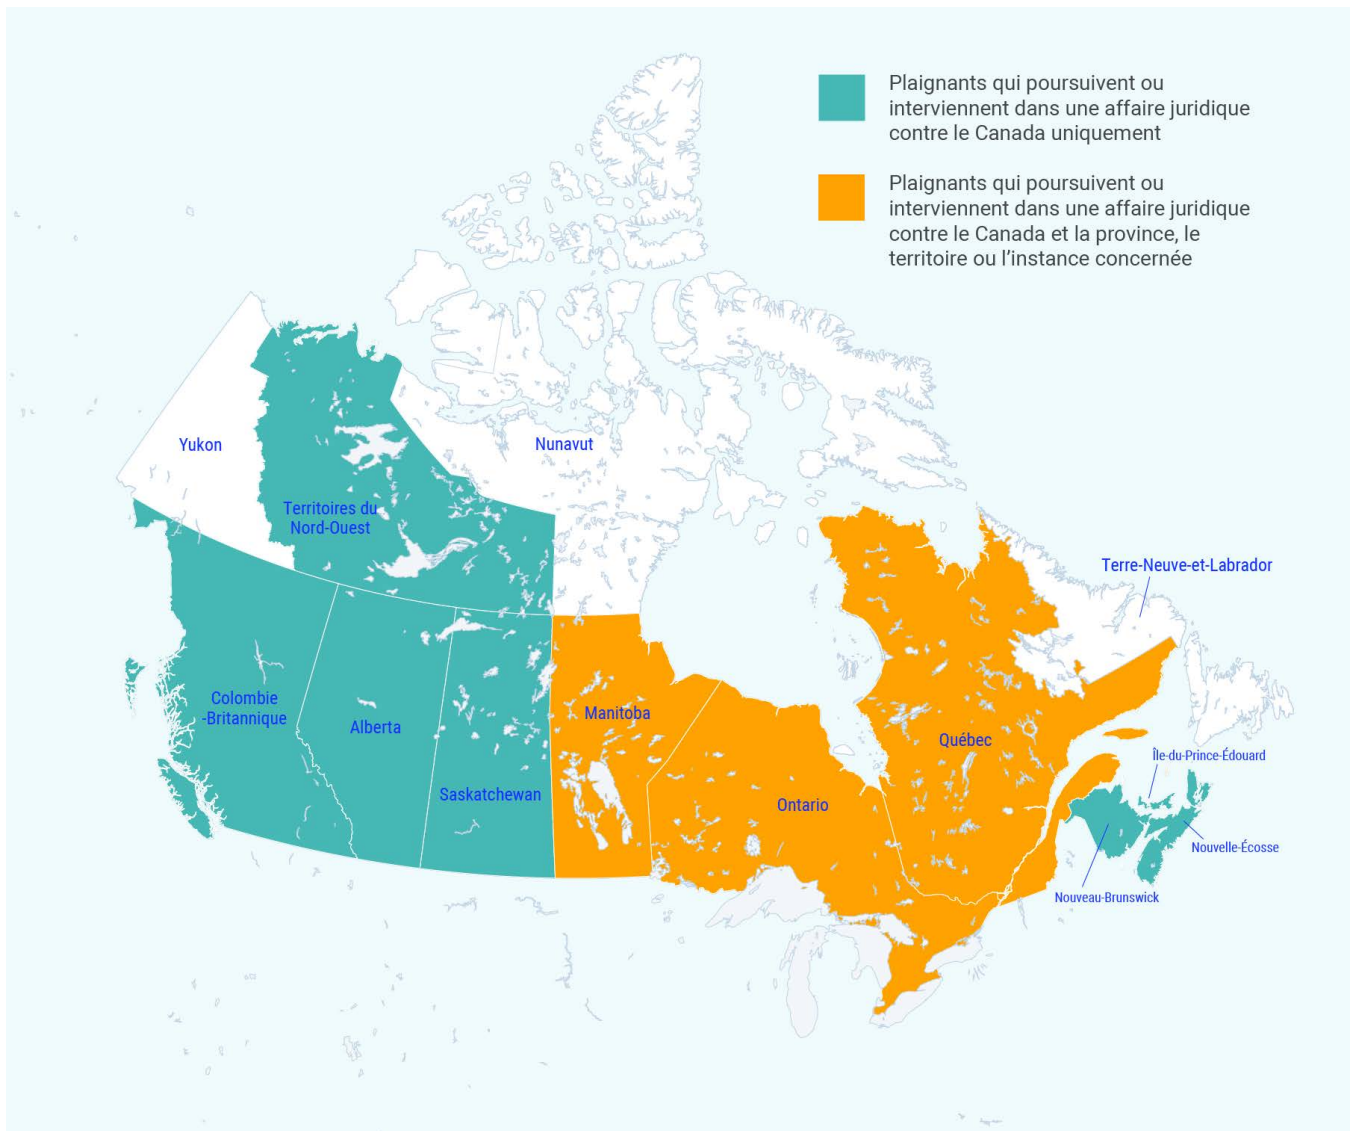 Plaignants qui poursuivent ou
interviennent dans une affaire juridique
contre le Canada uniquement
Plaignants qui poursuivent ou
interviennent dans une affaire juridique
contre le Canada et la province, le
territoire ou l’instance concernée
Yukon
Nunavut
Territoires du
Nord-Ouest
Terre-Neuve-et-Labrador
Colombie
-Britannique
Alberta
Manitoba
Québec
Île-du-Prince-Édouard
Saskatchewan
Ontario
Nouvelle-Écosse
Nouveau-Brunswick